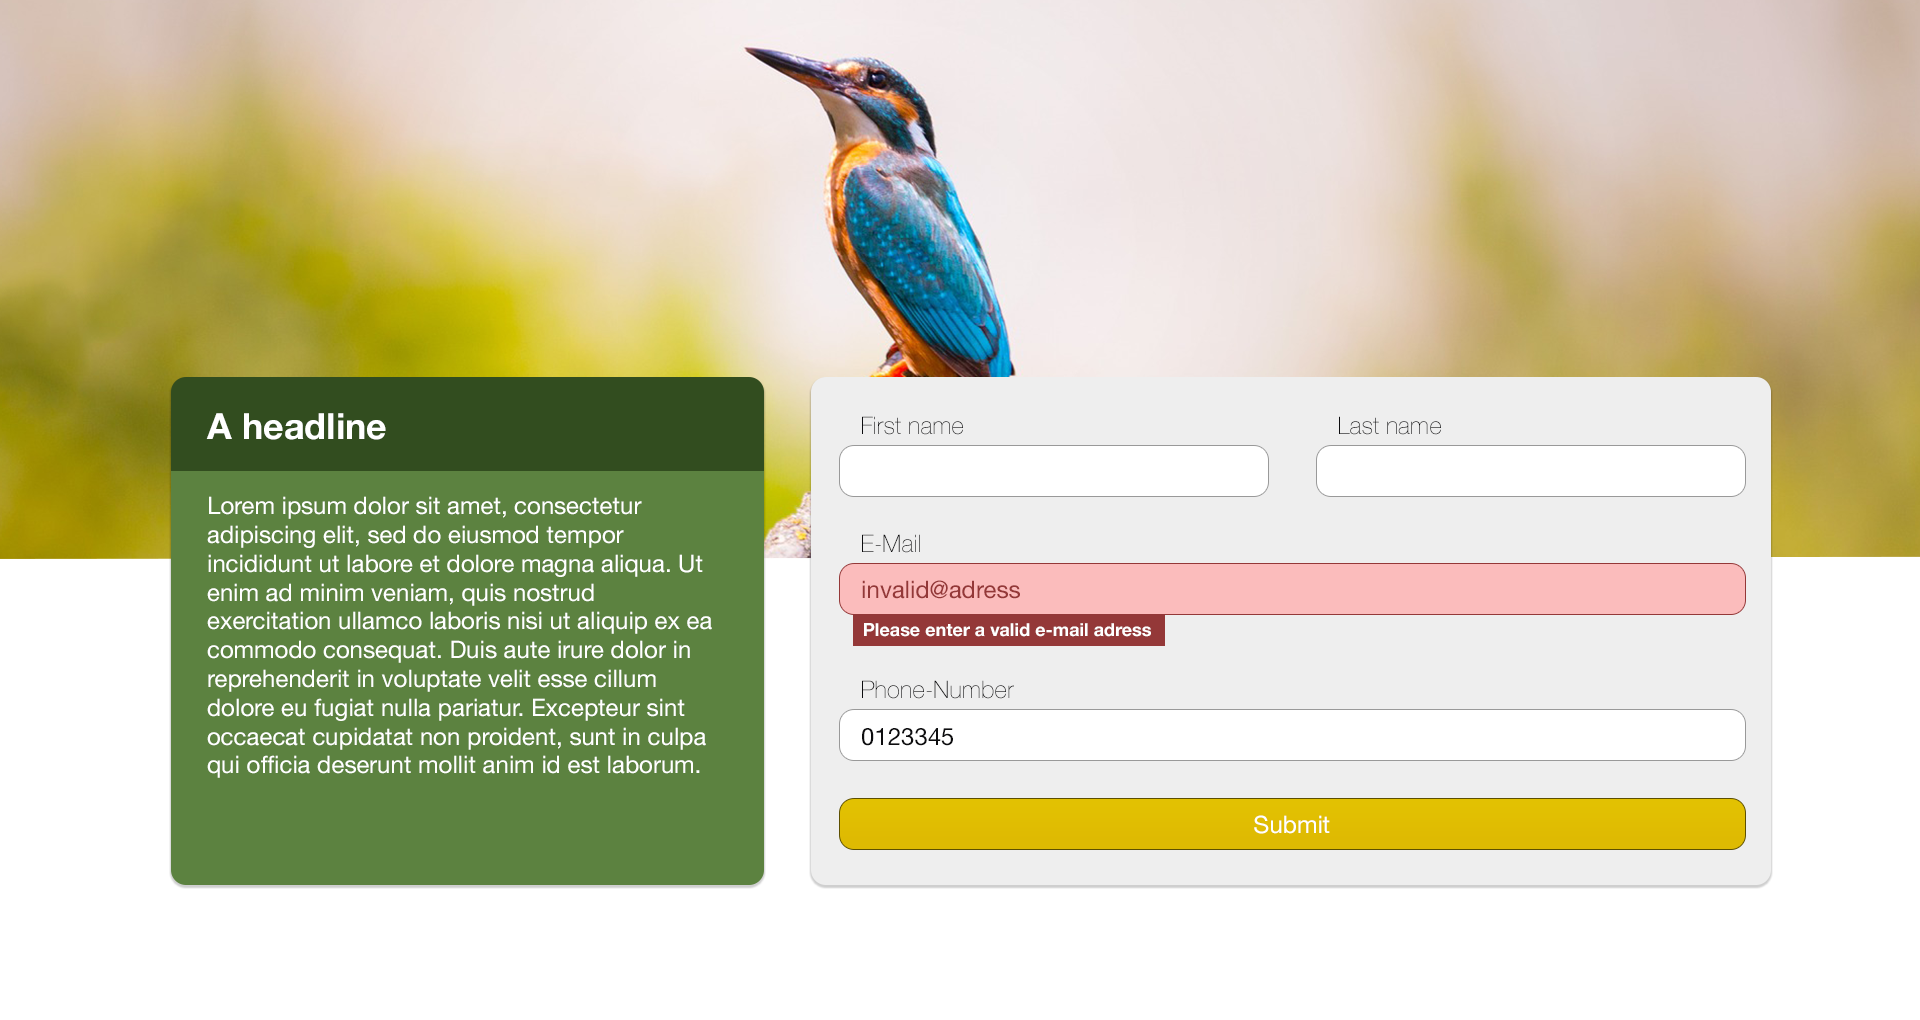 A headline
Lorem ipsum dolor sit amet, consectetur
adipiscing elit, sed do eiusmod tempor
incididunt ut labore et dolore magna aliqua. Ut
enim ad minim veniam, quis nostrud
exercitation ullamco laboris nisi ut aliquip ex ea
commodo consequat. Duis aute irure dolor in
reprehenderit in voluptate velit esse cillum
dolore eu fugiat nulla pariatur. Excepteur sint
occaecat cupidatat non proident, sunt in culpa
qui officia deserunt mollit anim id est laborum.
First name
Last name
E-Mail
invalid@adress
Please enter a valid e-mail adress
Phone-Number
0123345
Submit